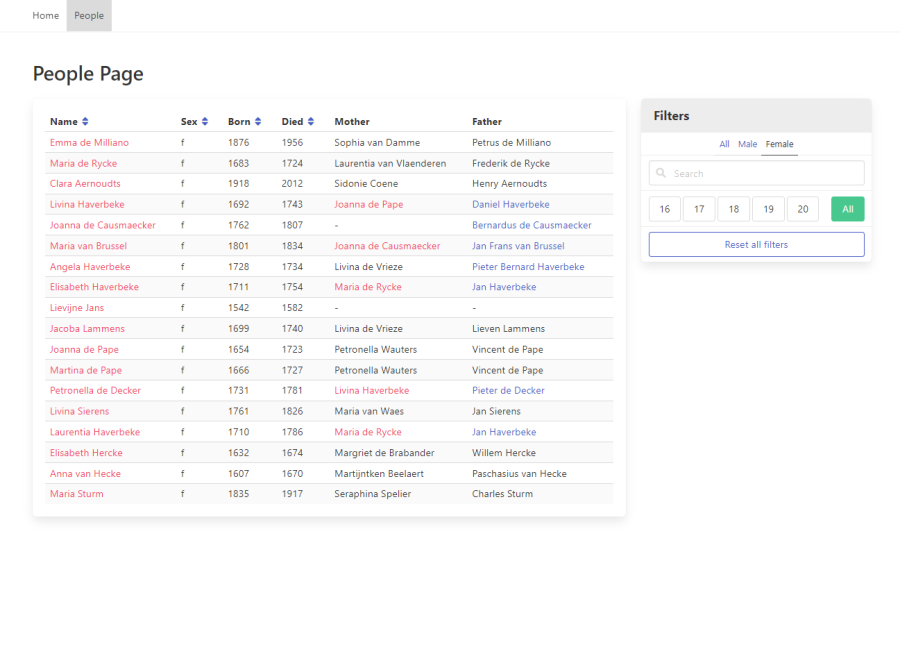 Home People
People Page
Name Sex Born Died Mother Father
Emma de Milliano f 1876 1956 Sophia van Damme Petrus de Milliano
Maria de Rycke f 1683 1724 Laurentia van Vlaenderen Frederik de Rycke
Clara Aernoudts f 1918 2012 Sidonie Coene Henry Aernoudts
Livina Haverbeke f 1692 1743 Joanna de Pape Daniel Haverbeke
Joanna de Causmaecker f 1762 1807 - Bernardus de Causmaecker
Maria van Brussel f 1801 1834 Joanna de Causmaecker Jan Frans van Brussel
Angela Haverbeke f 1728 1734 Livina de Vrieze Pieter Bernard Haverbeke
Elisabeth Haverbeke f 1711 1754 Maria de Rycke Jan Haverbeke
Lievijne Jans f 1542 1582 - -
Jacoba Lammens f 1699 1740 Livina de Vrieze Lieven Lammens
Joanna de Pape f 1654 1723 Petronella Wauters Vincent de Pape
Martina de Pape f 1666 1727 Petronella Wauters Vincent de Pape
Petronella de Decker f 1731 1781 Livina Haverbeke Pieter de Decker
Livina Sierens f 1761 1826 Maria van Waes Jan Sierens
Laurentia Haverbeke f 1710 1786 Maria de Rycke Jan Haverbeke
Elisabeth Hercke f 1632 1674 Margriet de Brabander Willem Hercke
Anna van Hecke f 1607 1670 Martijntken Beelaert Paschasius van Hecke
Maria Sturm f 1835 1917 Seraphina Spelier Charles Sturm
Filters
All Male Female
Search
16 17 18 19 20 All
Reset all filters